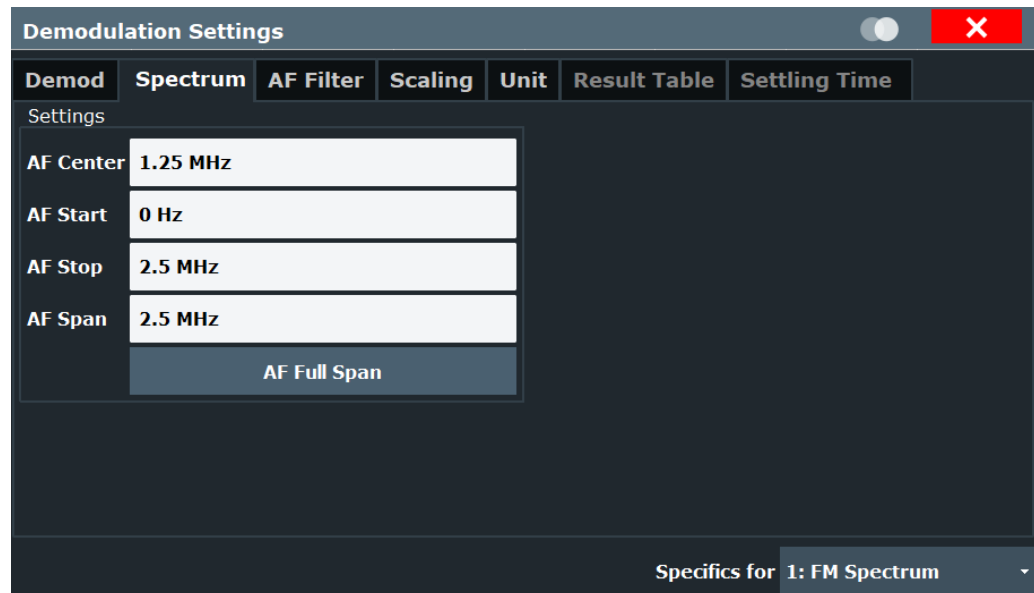 Demodulation Settings
Demod Spectrum AF Filter Scaling Unit Result Table Settling Time
Settings
AF Center 1.25 MHz
AF Start 0 Hz
AF Stop 2.5 MHz
AF Span 2.5 MHz
AF Full Span
Specifics for 1: FM Spectrum